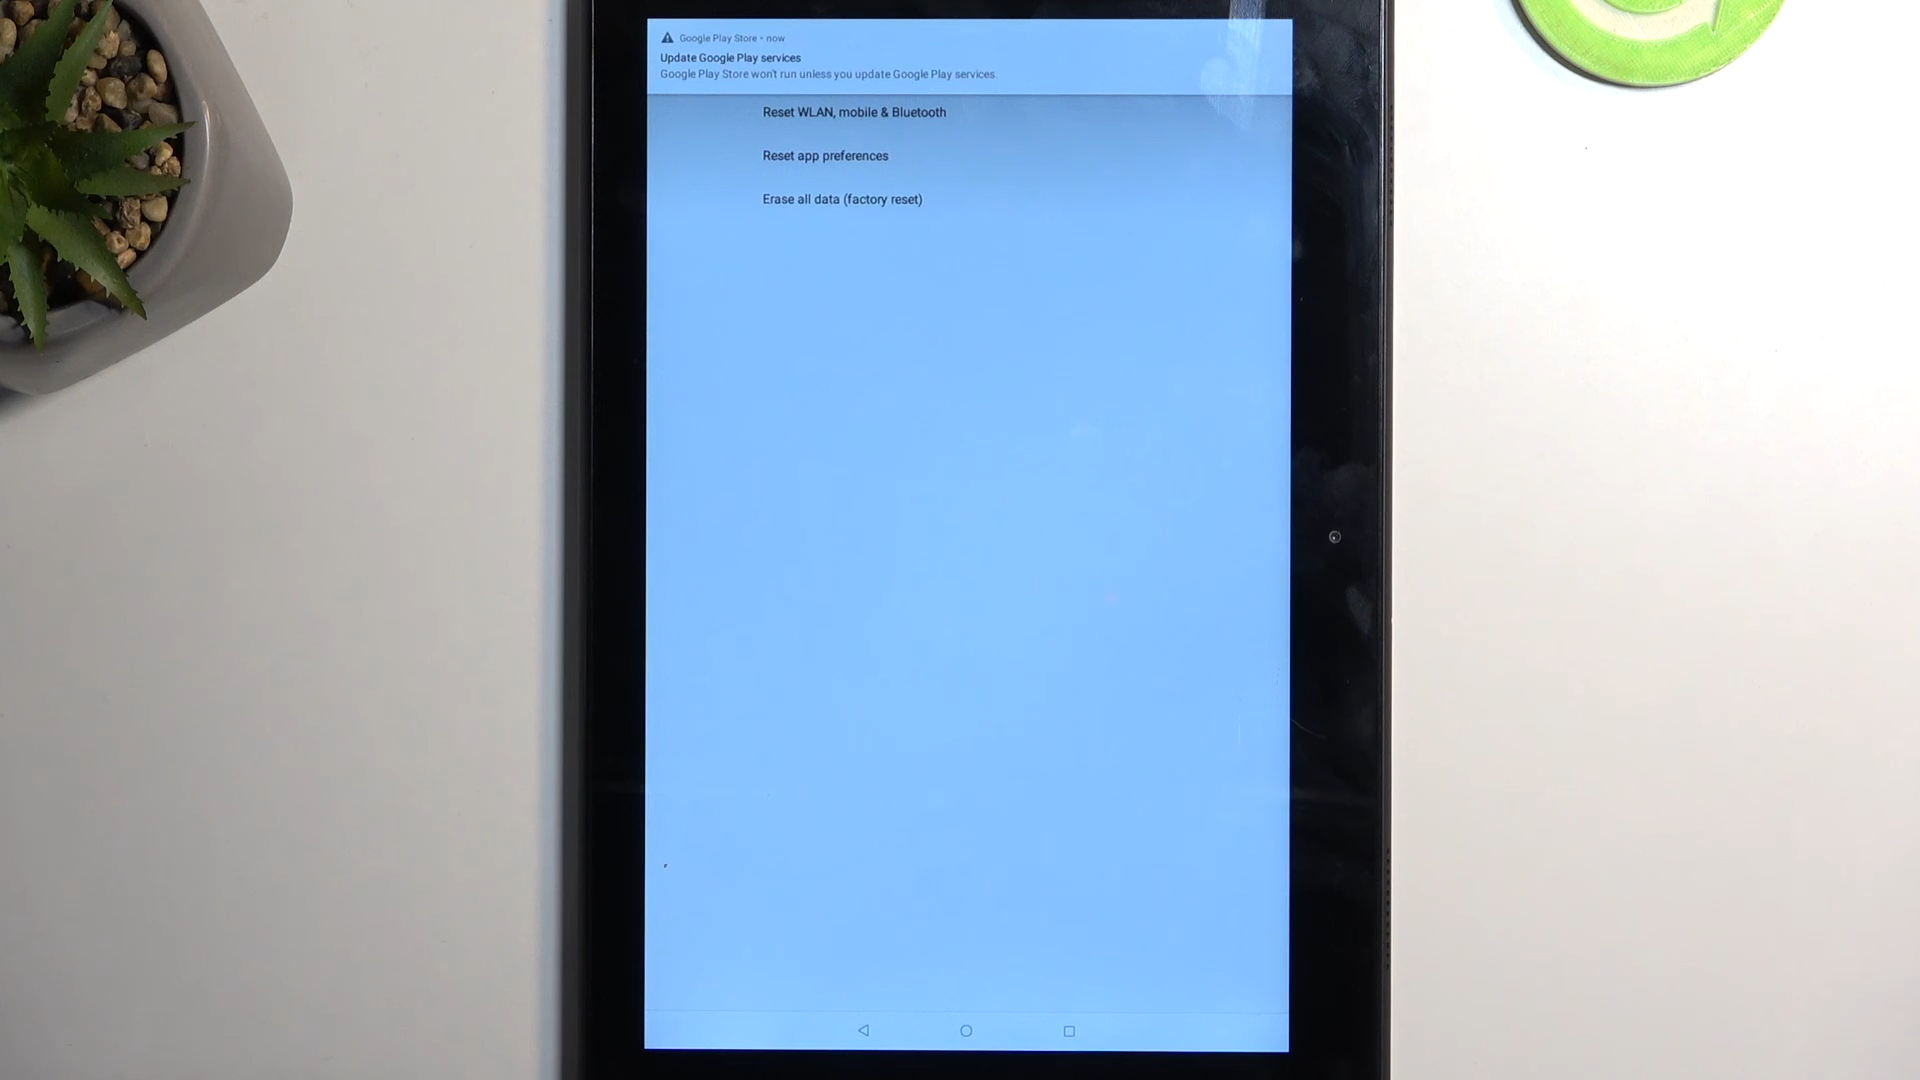 Google Play Store • now
Update Google Play services
Google Play Store won't run unless you update Google Play services.
Reset WLAN, mobile & Bluetooth
Reset app preferences
Erase all data (factory reset)